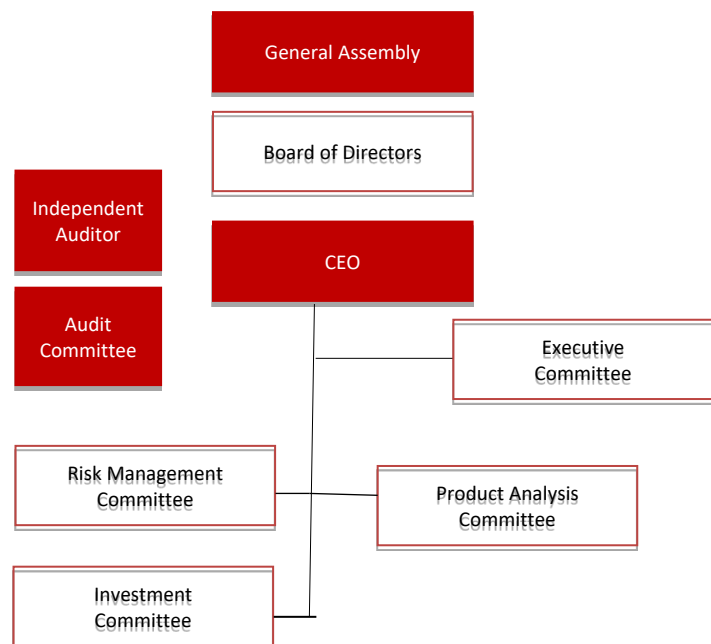 General Assembly
Board of Directors
Independent
Auditor
CEO
Audit
Committee
Executive
Committee
Risk Management
Committee
Product Analysis
Committee
Investment
Committee